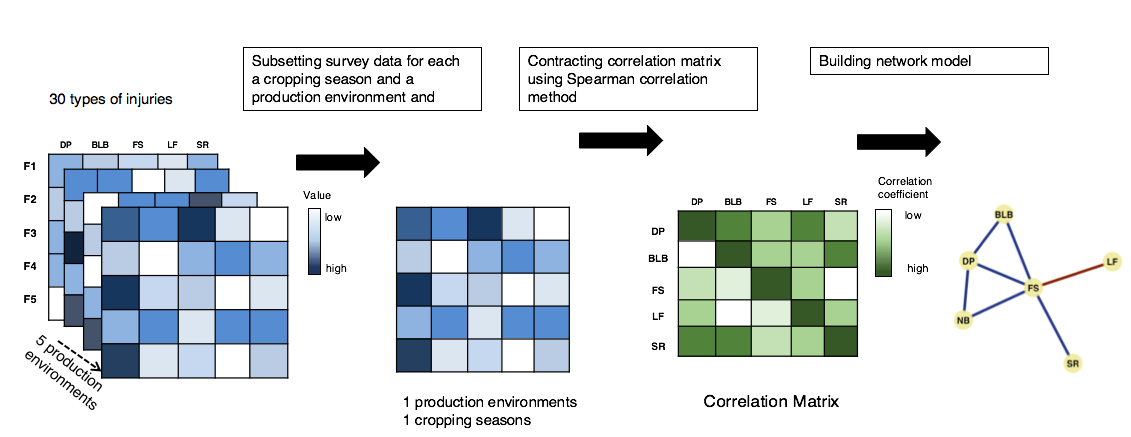 Subsetting survey data for each
a cropping season and a
production environment and
Contracting correlation matrix
using Spearman correlation
method
Building network model
30 types of injuries
DP BLB FS LF SR
F1
F2
F3
F4
F5
5 production
environments
Value
low
high
1 production environments
1 cropping seasons
DP BLB FS LF SR
DP
BLB
FS
LF
SR
Correlation Matrix
Correlation
coefficient
low
high
BLB
DP
LF
FS
NB
SR